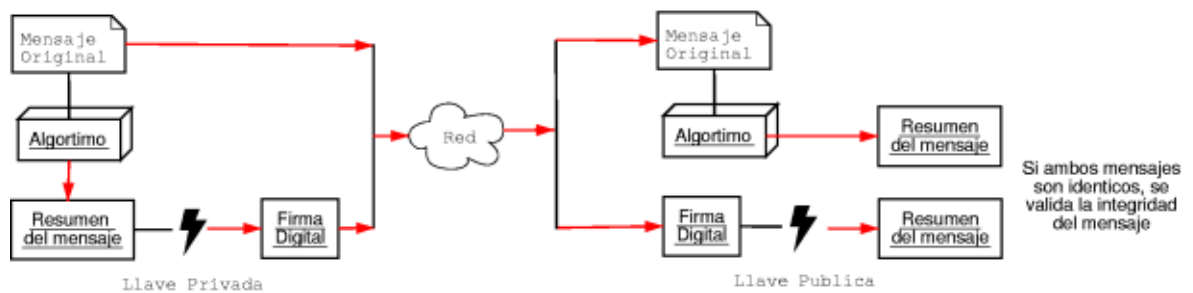 Mensaje
Original
Algortimo
Resumen
del mensaje
Firma
Digital
Llave Privada
Red
Mensaje
Original
Algortimo
Resumen
del mensaje
Firma
Digital
Resumen
del mensaje
Llave Publica
Si ambos mensajes
son identicos, se
valida la integridad
del mensaje